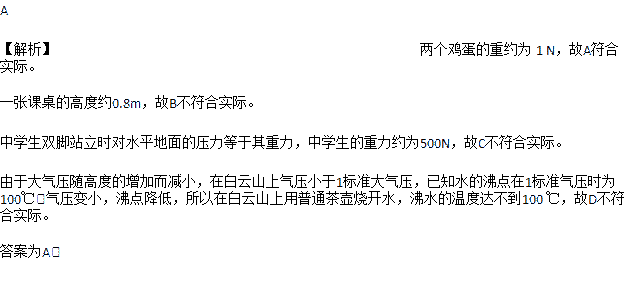 A
【解析】 两个鸡蛋的重约为 1 N，故A符合
实际。
一张课桌的高度约0.8m，故B不符合实际。
中学生双脚站立时对水平地面的压力等于其重力，中学生的重力约为500N，故C不符合实际。
由于大气压随高度的增加而减小，在白云山上气压小于1标准大气压，已知水的沸点在1标准气压时为
100℃▯气压变小，沸点降低，所以在白云山上用普通茶壶烧开水，沸水的温度达不到100 ℃，故D不符
合实际。
答案为A▯